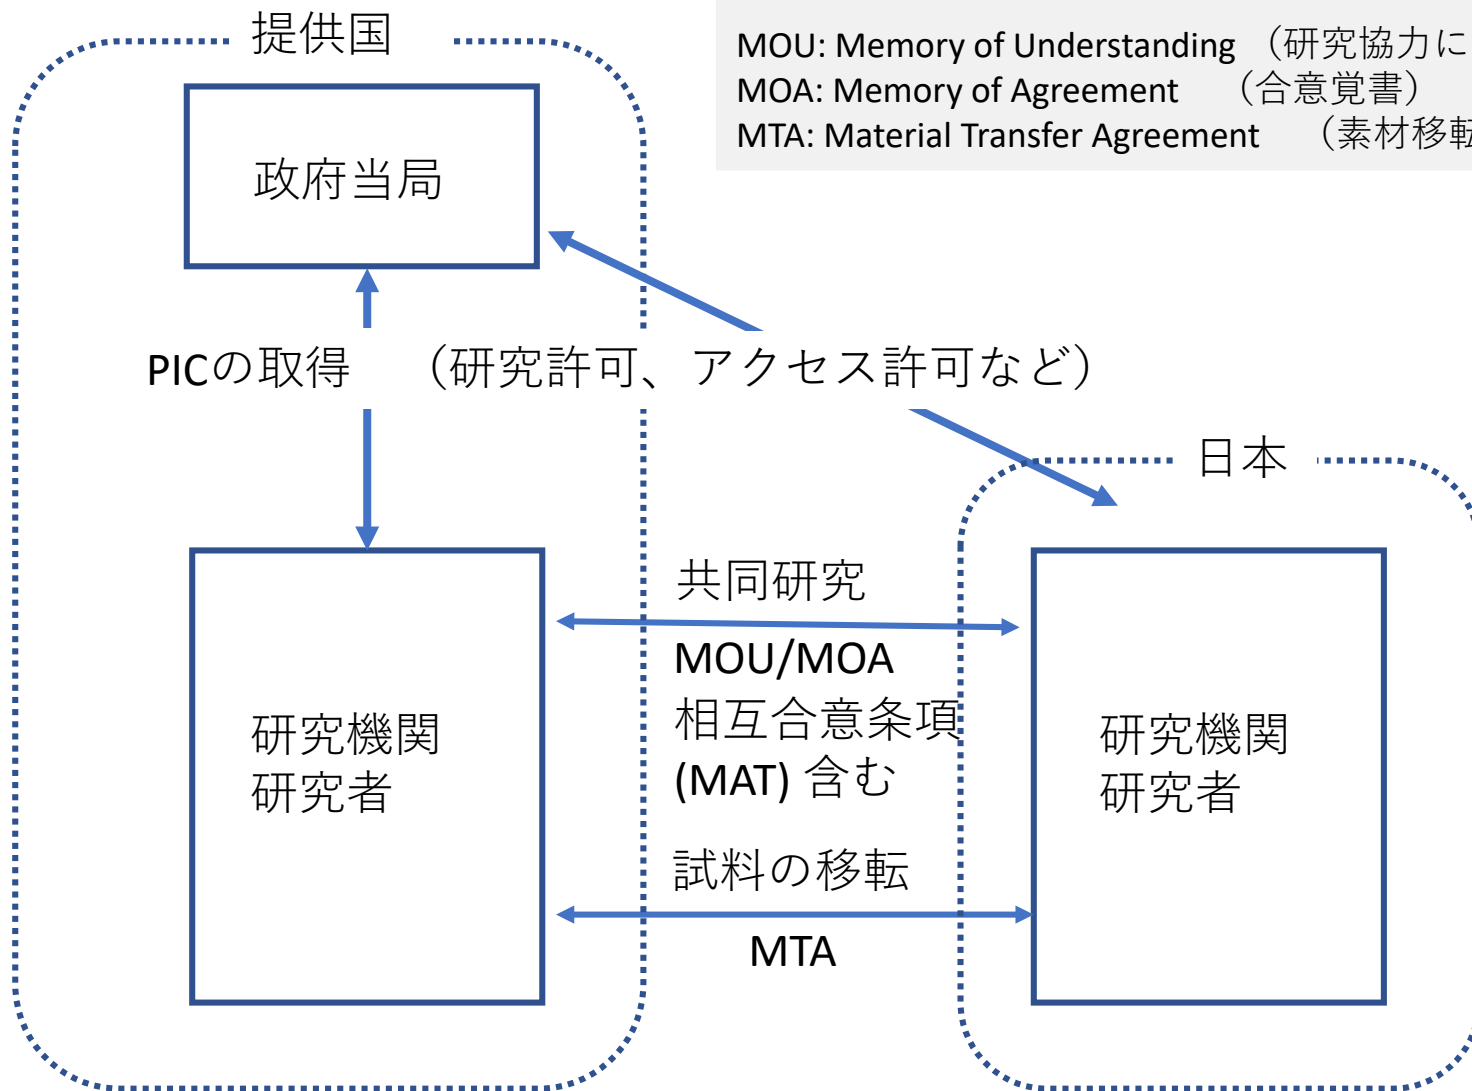 提供国
MOU: Memory of Understanding （研究協力に
MOA: Memory of Agreement （合意覚書）
MTA: Material Transfer Agreement （素材移転
政府当局
PICの取得 （研究許可、アクセス許可など）
日本
共同研究
MOU/MOA
相互合意条項
(MAT) 含む
研究機関
研究者
研究機関
研究者
試料の移転
MTA